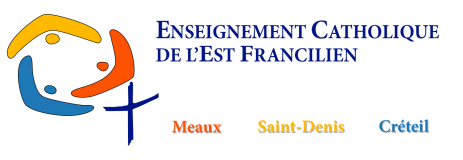 Enseignement Catholique
de l'Est Francilien
Meaux Saint-Denis Créteil